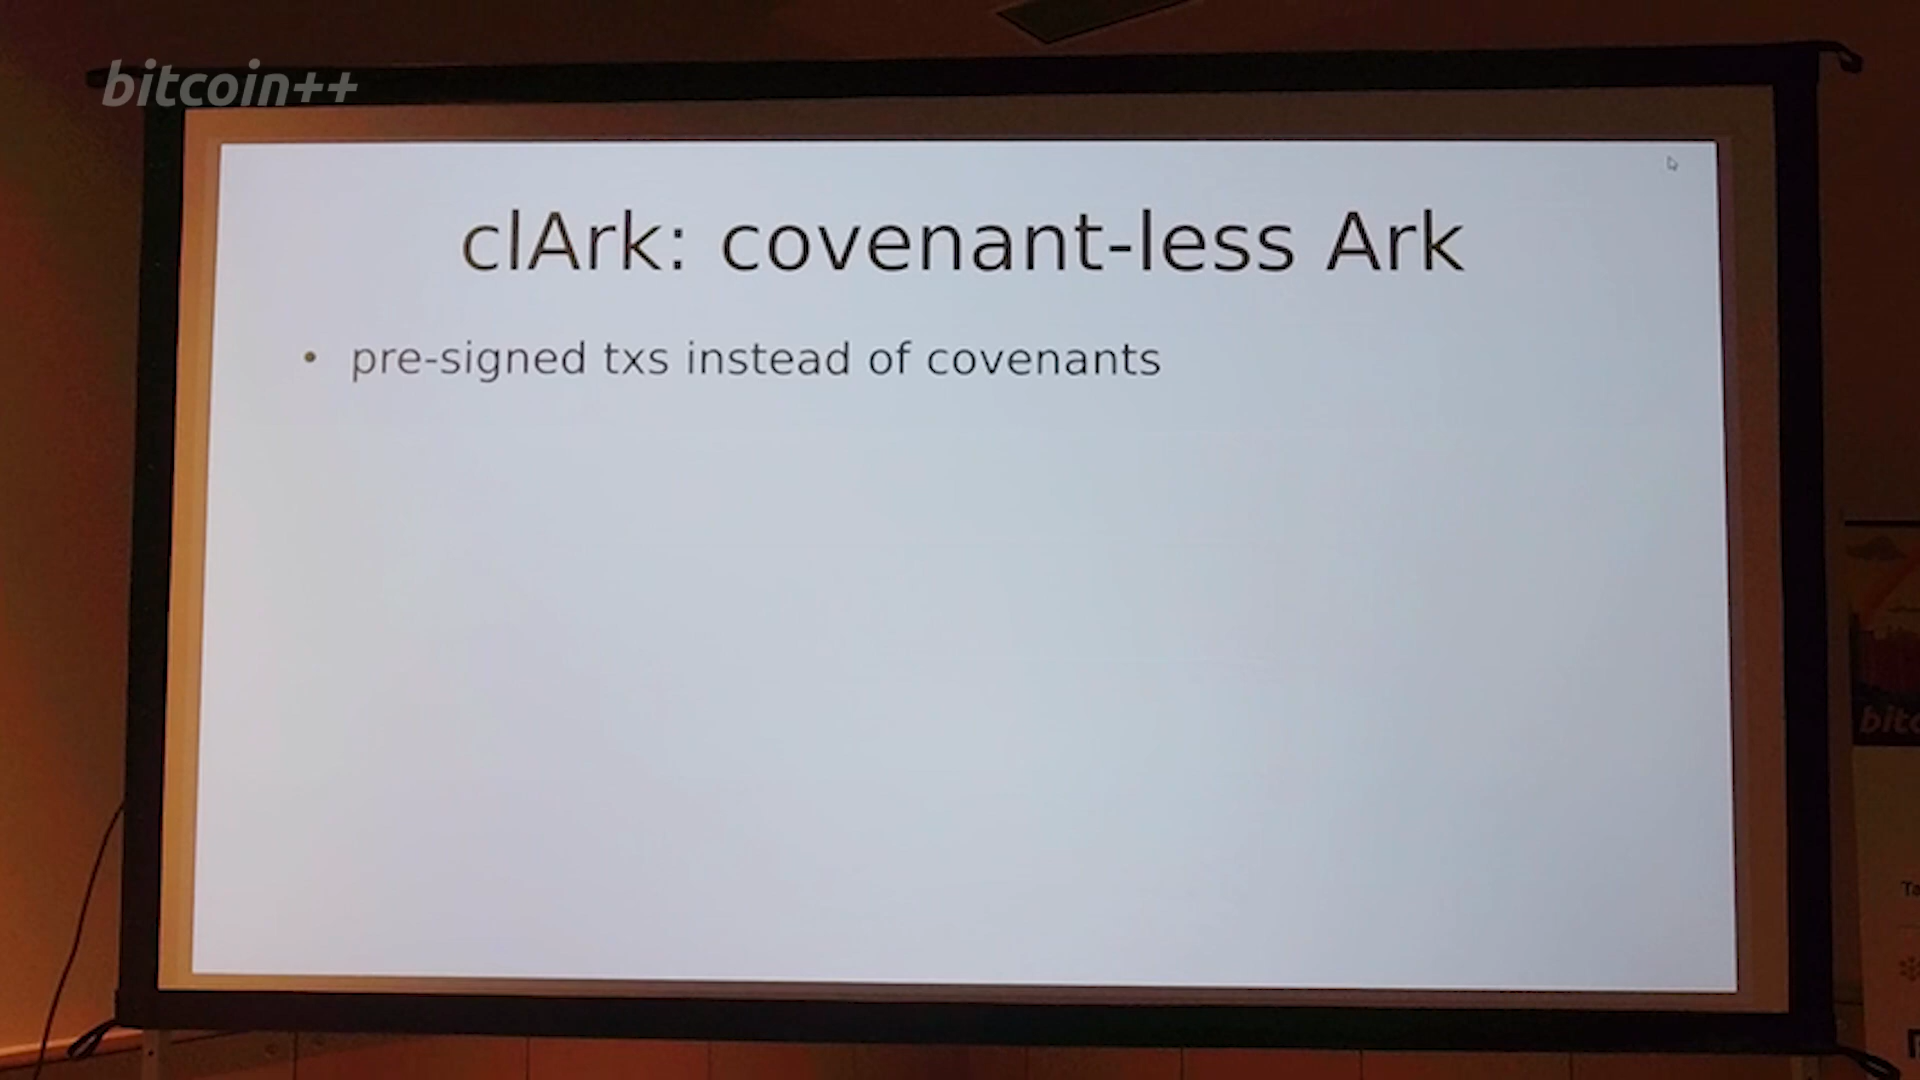 bitcoin++
clArk: covenant-less Ark
• pre-signed txs instead of covenants